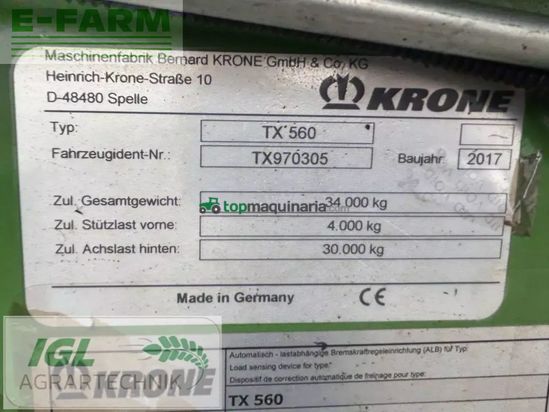 E-FARM
Maschinenfabrik Bernard KRONE GmbH & Co. KG
Heinrich-Krone-Straße 10
D-48480 Spelle
KRONE
Typ: TX 560
Fahrzeugident-Nr.: TX970305 Baujahr: 2017
Zul. Gesamtgewicht: 34.000 kg
topmaquinaria.com
Zul. Stützlast vorne: 4.000 kg
Zul. Achslast hinten: 30.000 kg
Made in Germany CE
IGL
AGRARTECHNIK
KRONE
Automatisch - lastabhängige Bremskraftregeleinrichtung (ALB) für Typ:
Load sensing device for Type:
Dispositif de correction automatique de freinage pour type:
TX 560